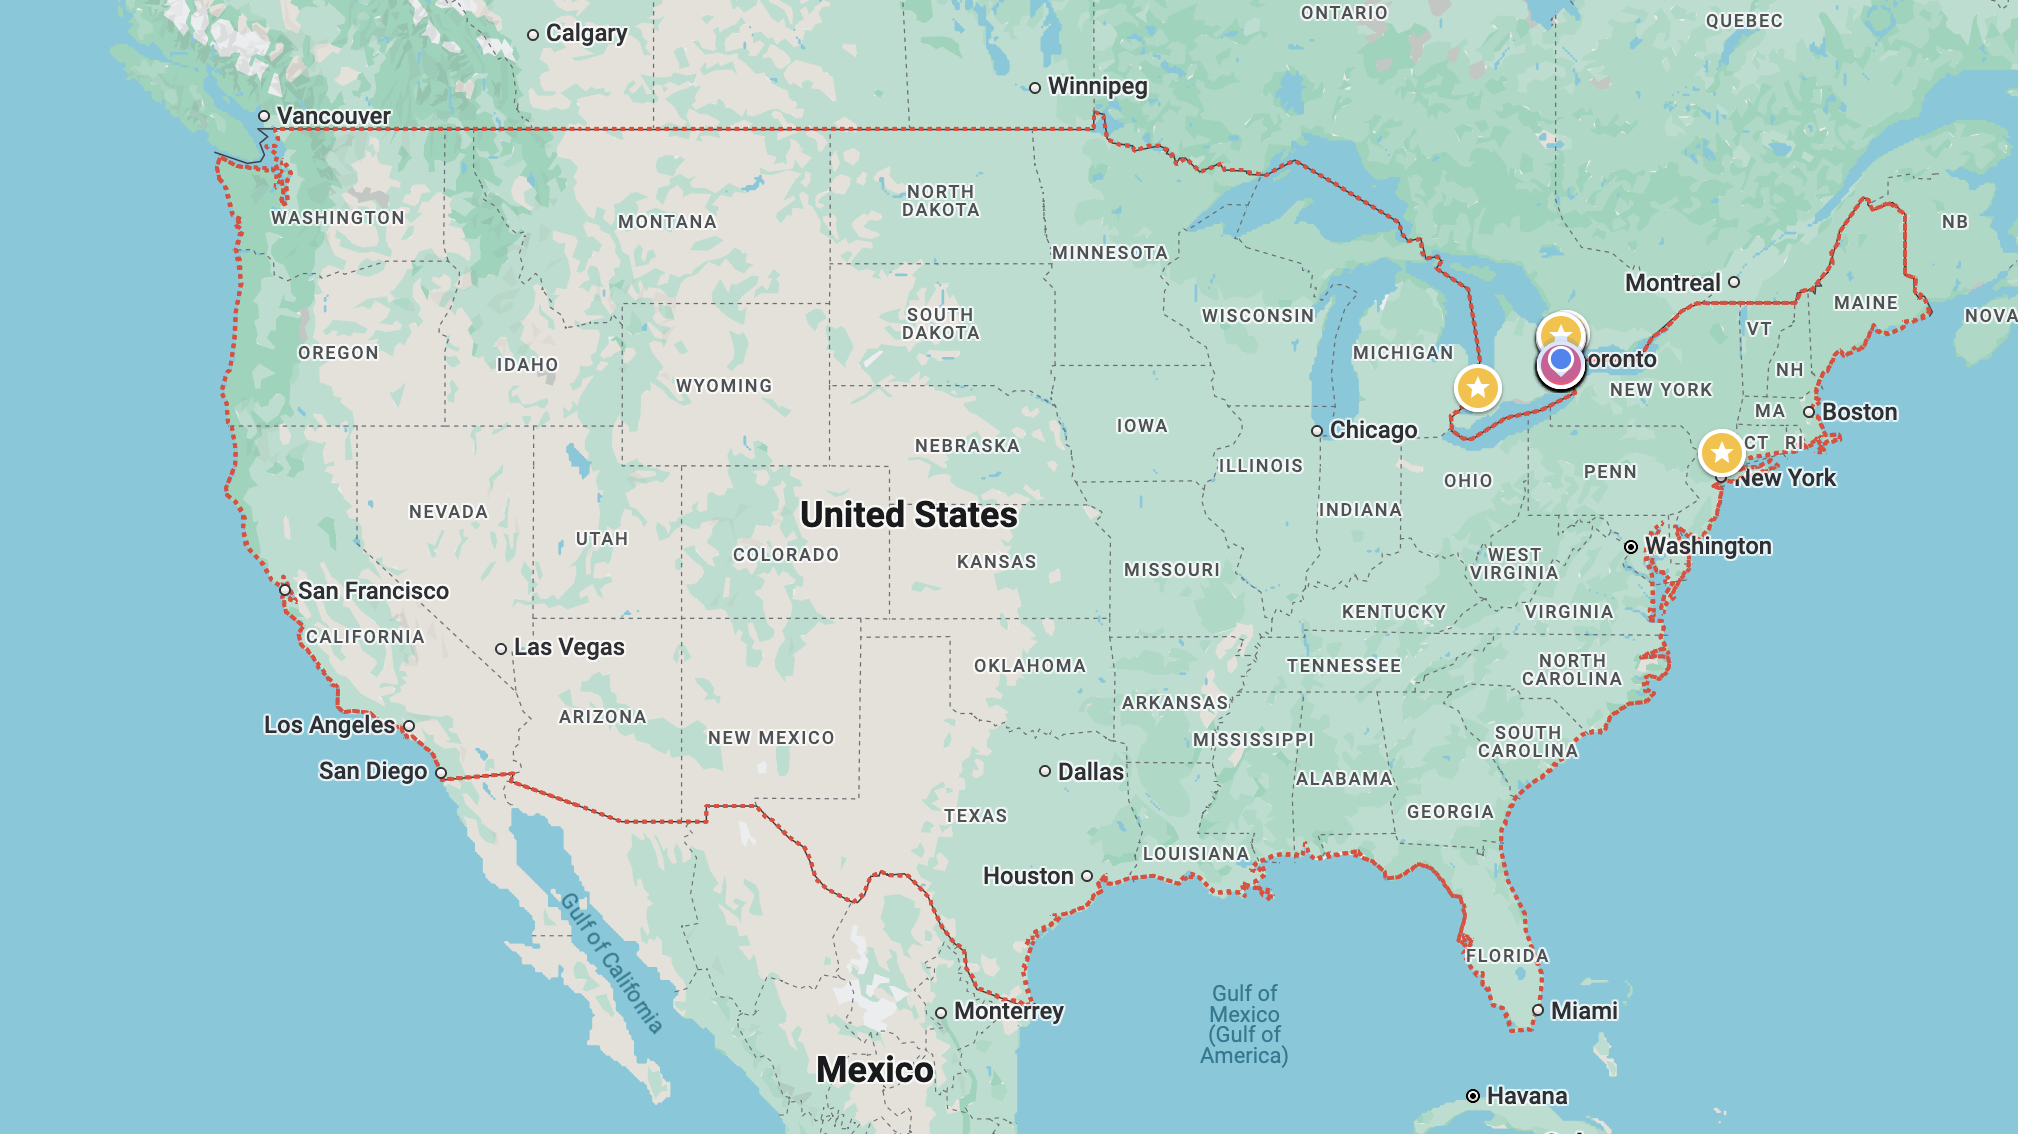 ONTARIO
QUEBEC
Calgary
Winnipeg
Vancouver
WASHINGTON
MONTANA
NORTH
DAKOTA
MINNESOTA
NB
Montreal
MAINE
NOVA
OREGON
IDAHO
WYOMING
SOUTH
DAKOTA
WISCONSIN
MICHIGAN
oronto
VT
NH
NEW YORK
MA
Boston
CT
RI
NEBRASKA
IOWA
Chicago
ILLINOIS
INDIANA
OHIO
PENN
New York
NEVADA
UTAH
United States
COLORADO
KANSAS
MISSOURI
WEST
VIRGINIA
Washington
San Francisco
CALIFORNIA
Las Vegas
KENTUCKY
VIRGINIA
OKLAHOMA
TENNESSEE
NORTH
CAROLINA
Los Angeles
ARIZONA
NEW MEXICO
ARKANSAS
MISSISSIPPI
SOUTH
CAROLINA
San Diego
Dallas
ALABAMA
TEXAS
GEORGIA
LOUISIANA
Houston
Gulf of California
FLORIDA
Gulf of
Mexico
(Gulf of
America)
Miami
Monterrey
Mexico
Havana